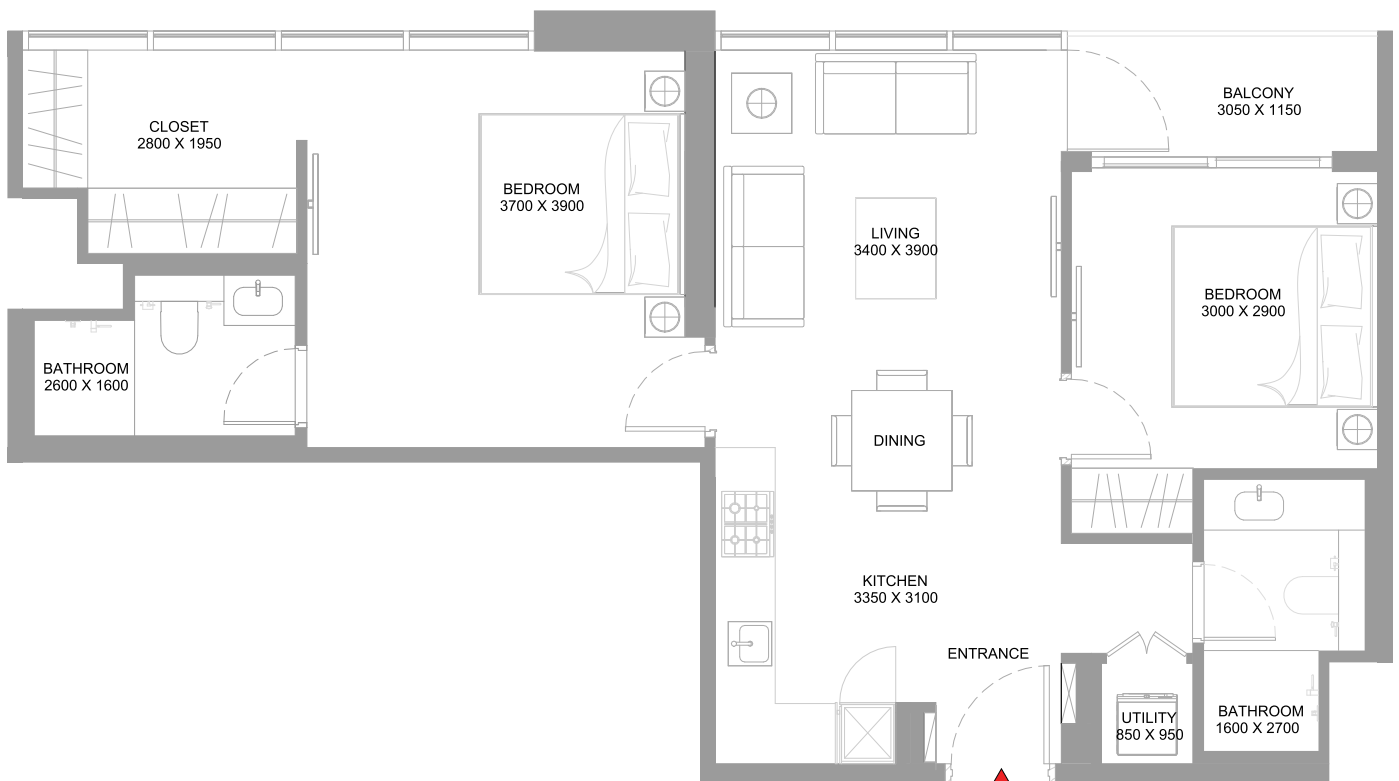 BALCONY
3050 X 1150
CLOSET
2800 X 1950
BEDROOM
3700 X 3900
LIVING
3400 X 3900
BEDROOM
3000 X 2900
BATHROOM
2600 X 1600
DINING
KITCHEN
3350 X 3100
ENTRANCE
UTILITY
850 X 950
BATHROOM
1600 X 2700